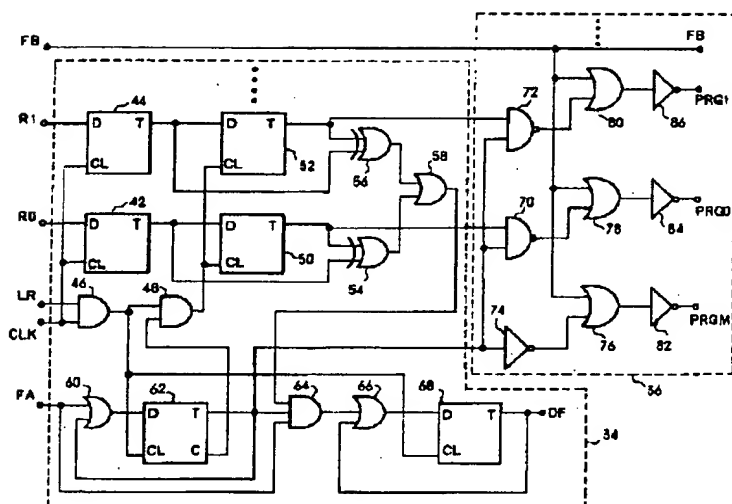 FB FB
R1 D T 44 D T 52 56 58 72 80 86 PRG1
R0 D T 42 D T 50 54 70 78 84 PRG0
CL CL CL CL
LR 46 48 74 76 82 PRGM
CLK
FA 60 62 D T CL C 64 66 68 D T CL DF
36
34